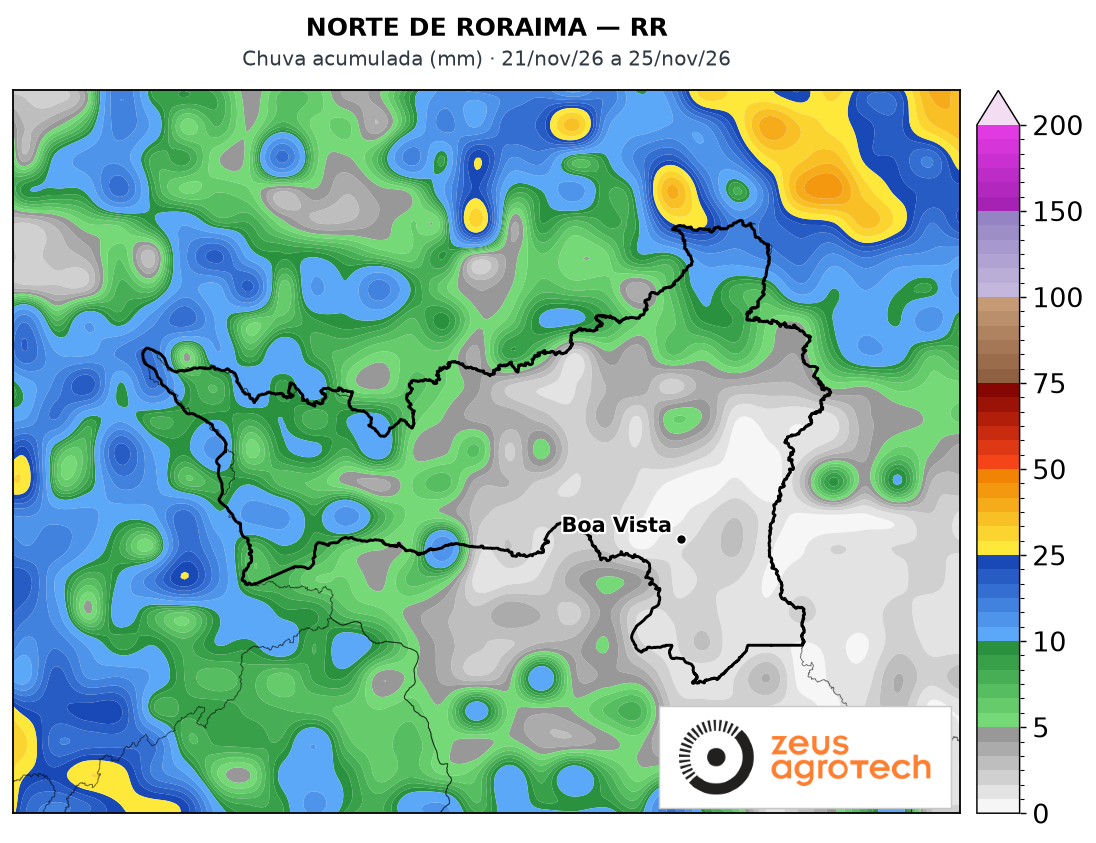 NORTE DE RORAIMA — RR
Chuva acumulada (mm) · 21/nov/26 a 25/nov/26
200
150
100
75
50
25
10
5
0
Boa Vista
zeus
agrotech